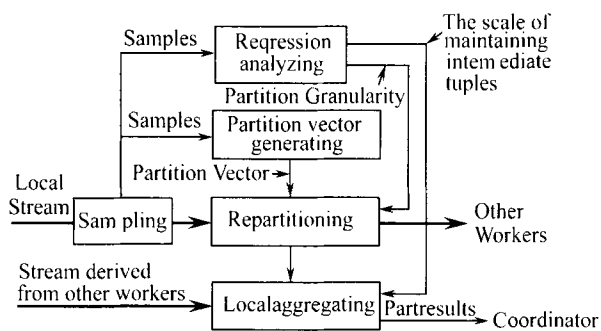 The scale of
maintaining
intem ediate
tuples
Samples
Reqression
analyzing
Partition Granularity
Samples
Partition vector
generating
Partition Vector
Local
Stream
Sam pling
Repartitioning
Other
Workers
Stream derived
from other workers
Localaggregating
Partresults
Coordinator